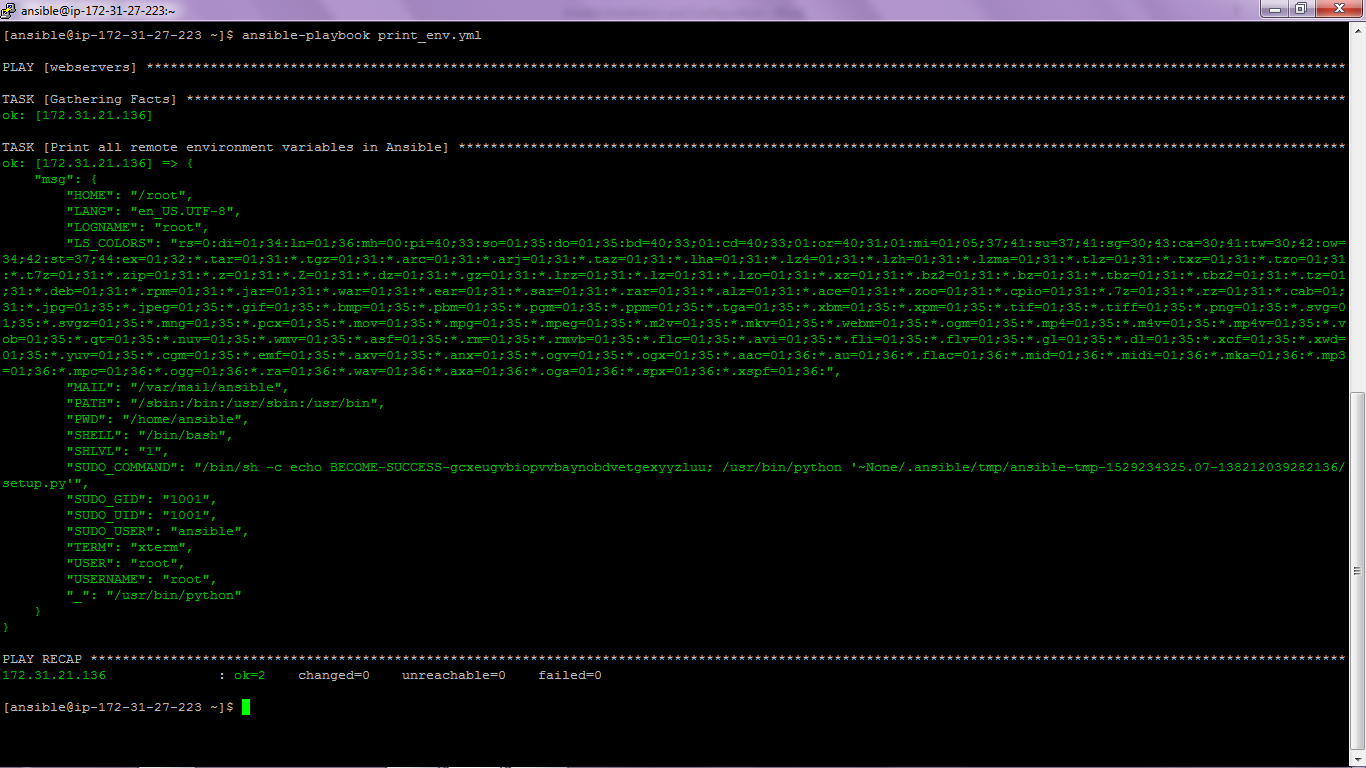 ansible@ip-172-31-27-223:~
[ansible@ip-172-31-27-223 ~]$ ansible-playbook print_env.yml
PLAY [webservers] ******************************************************************************************************************************************************
TASK [Gathering Facts] *************************************************************************************************************************************************
ok: [172.31.21.136]
TASK [Print all remote environment variables in Ansible] ***************************************************************************************************************
ok: [172.31.21.136] => {
    "msg": {
        "HOME": "/root",
        "LANG": "en_US.UTF-8",
        "LOGNAME": "root",
        "LS_COLORS": "rs=0:di=01;34:ln=01;36:mh=00:pi=40;33:so=01;35:do=01;35:bd=40;33;01:cd=40;33;01:or=40;31;01:mi=01;05;37;41:su=37;41:sg=30;43:ca=30;41:tw=30;42:ow=
34;42:st=37;44:ex=01;32:*.tar=01;31:*.tgz=01;31:*.arc=01;31:*.arj=01;31:*.taz=01;31:*.lha=01;31:*.lz4=01;31:*.lzh=01;31:*.lzma=01;31:*.tlz=01;31:*.txz=01;31:*.tzo=01;31
:*.t7z=01;31:*.zip=01;31:*.z=01;31:*.Z=01;31:*.dz=01;31:*.gz=01;31:*.lrz=01;31:*.lz=01;31:*.lzo=01;31:*.xz=01;31:*.bz2=01;31:*.bz=01;31:*.tbz=01;31:*.tbz2=01;31:*.tz=01
;31:*.deb=01;31:*.rpm=01;31:*.jar=01;31:*.war=01;31:*.ear=01;31:*.sar=01;31:*.rar=01;31:*.alz=01;31:*.ace=01;31:*.zoo=01;31:*.cpio=01;31:*.7z=01;31:*.rz=01;31:*.cab=01;
31:*.jpg=01;35:*.jpeg=01;35:*.gif=01;35:*.bmp=01;35:*.pbm=01;35:*.pgm=01;35:*.ppm=01;35:*.tga=01;35:*.xbm=01;35:*.xpm=01;35:*.tif=01;35:*.tiff=01;35:*.png=01;35:*.svg=0
1;35:*.svgz=01;35:*.mng=01;35:*.pcx=01;35:*.mov=01;35:*.mpg=01;35:*.mpeg=01;35:*.m2v=01;35:*.mkv=01;35:*.webm=01;35:*.ogm=01;35:*.mp4=01;35:*.m4v=01;35:*.mp4v=01;35:*.v
ob=01;35:*.qt=01;35:*.nuv=01;35:*.wmv=01;35:*.asf=01;35:*.rm=01;35:*.rmvb=01;35:*.flc=01;35:*.avi=01;35:*.fli=01;35:*.flv=01;35:*.gl=01;35:*.dl=01;35:*.xcf=01;35:*.xwd=
01;35:*.yuv=01;35:*.cgm=01;35:*.emf=01;35:*.axv=01;35:*.anx=01;35:*.ogv=01;35:*.ogx=01;35:*.aac=01;36:*.au=01;36:*.flac=01;36:*.mid=01;36:*.midi=01;36:*.mka=01;36:*.mp3
=01;36:*.mpc=01;36:*.ogg=01;36:*.ra=01;36:*.wav=01;36:*.axa=01;36:*.oga=01;36:*.spx=01;36:*.xspf=01;36:",
        "MAIL": "/var/mail/ansible",
        "PATH": "/sbin:/bin:/usr/sbin:/usr/bin",
        "PWD": "/home/ansible",
        "SHELL": "/bin/bash",
        "SHLVL": "1",
        "SUDO_COMMAND": "/bin/sh -c echo BECOME-SUCCESS-gcxeugvbiopvvbaynobdvetgexyyzluu; /usr/bin/python '~None/.ansible/tmp/ansible-tmp-1529234325.07-138212039282136/
setup.py'",
        "SUDO_GID": "1001",
        "SUDO_UID": "1001",
        "SUDO_USER": "ansible",
        "TERM": "xterm",
        "USER": "root",
        "USERNAME": "root",
        "_": "/usr/bin/python"
    }
}
PLAY RECAP *************************************************************************************************************************************************************
172.31.21.136              : ok=2    changed=0    unreachable=0    failed=0
[ansible@ip-172-31-27-223 ~]$